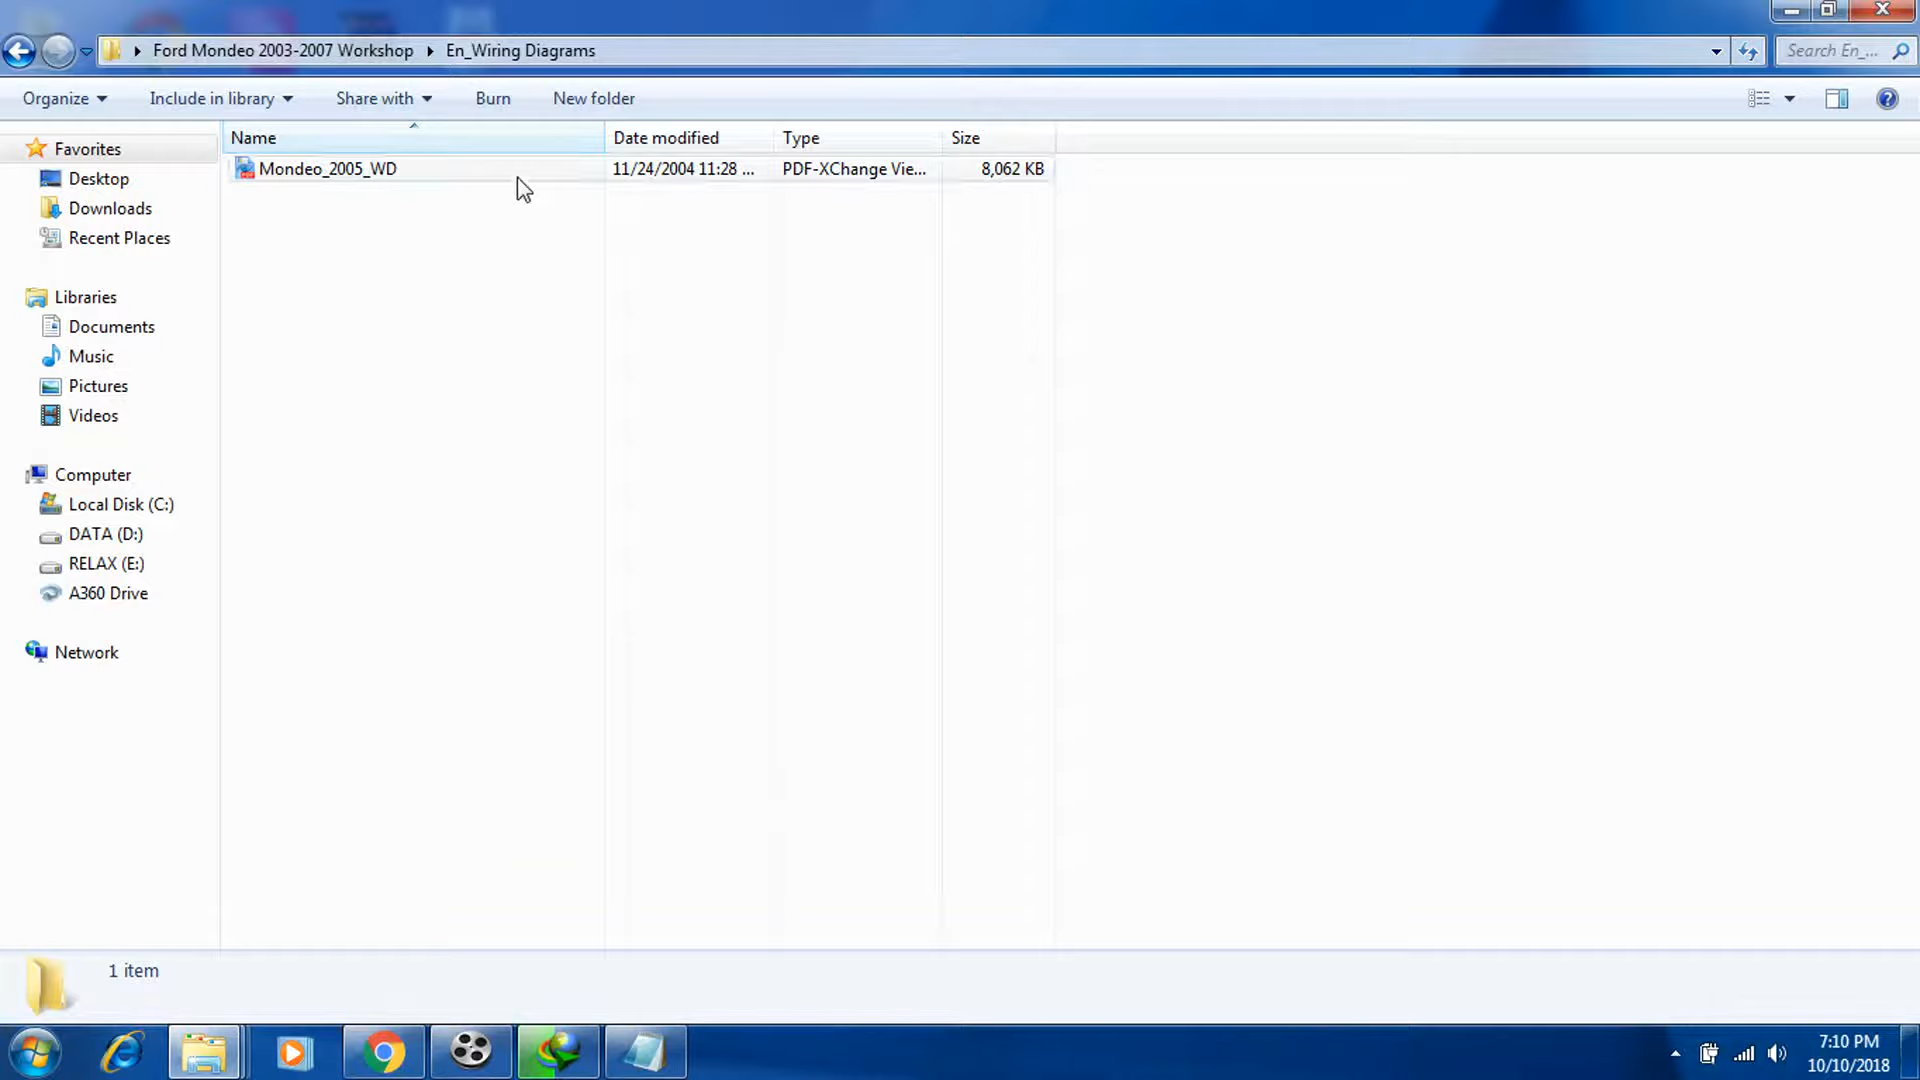 Ford Mondeo 2003-2007 Workshop En_Wiring Diagrams
Search En_...
Organize Include in library Share with Burn New folder
Name Date modified Type Size
Mondeo_2005_WD 11/24/2004 11:28 ... PDF-XChange Vie... 8,062 KB
Favorites
Desktop
Downloads
Recent Places
Libraries
Documents
Music
Pictures
Videos
Computer
Local Disk (C:)
DATA (D:)
RELAX (E:)
A360 Drive
Network
1 item
7:10 PM
10/10/2018